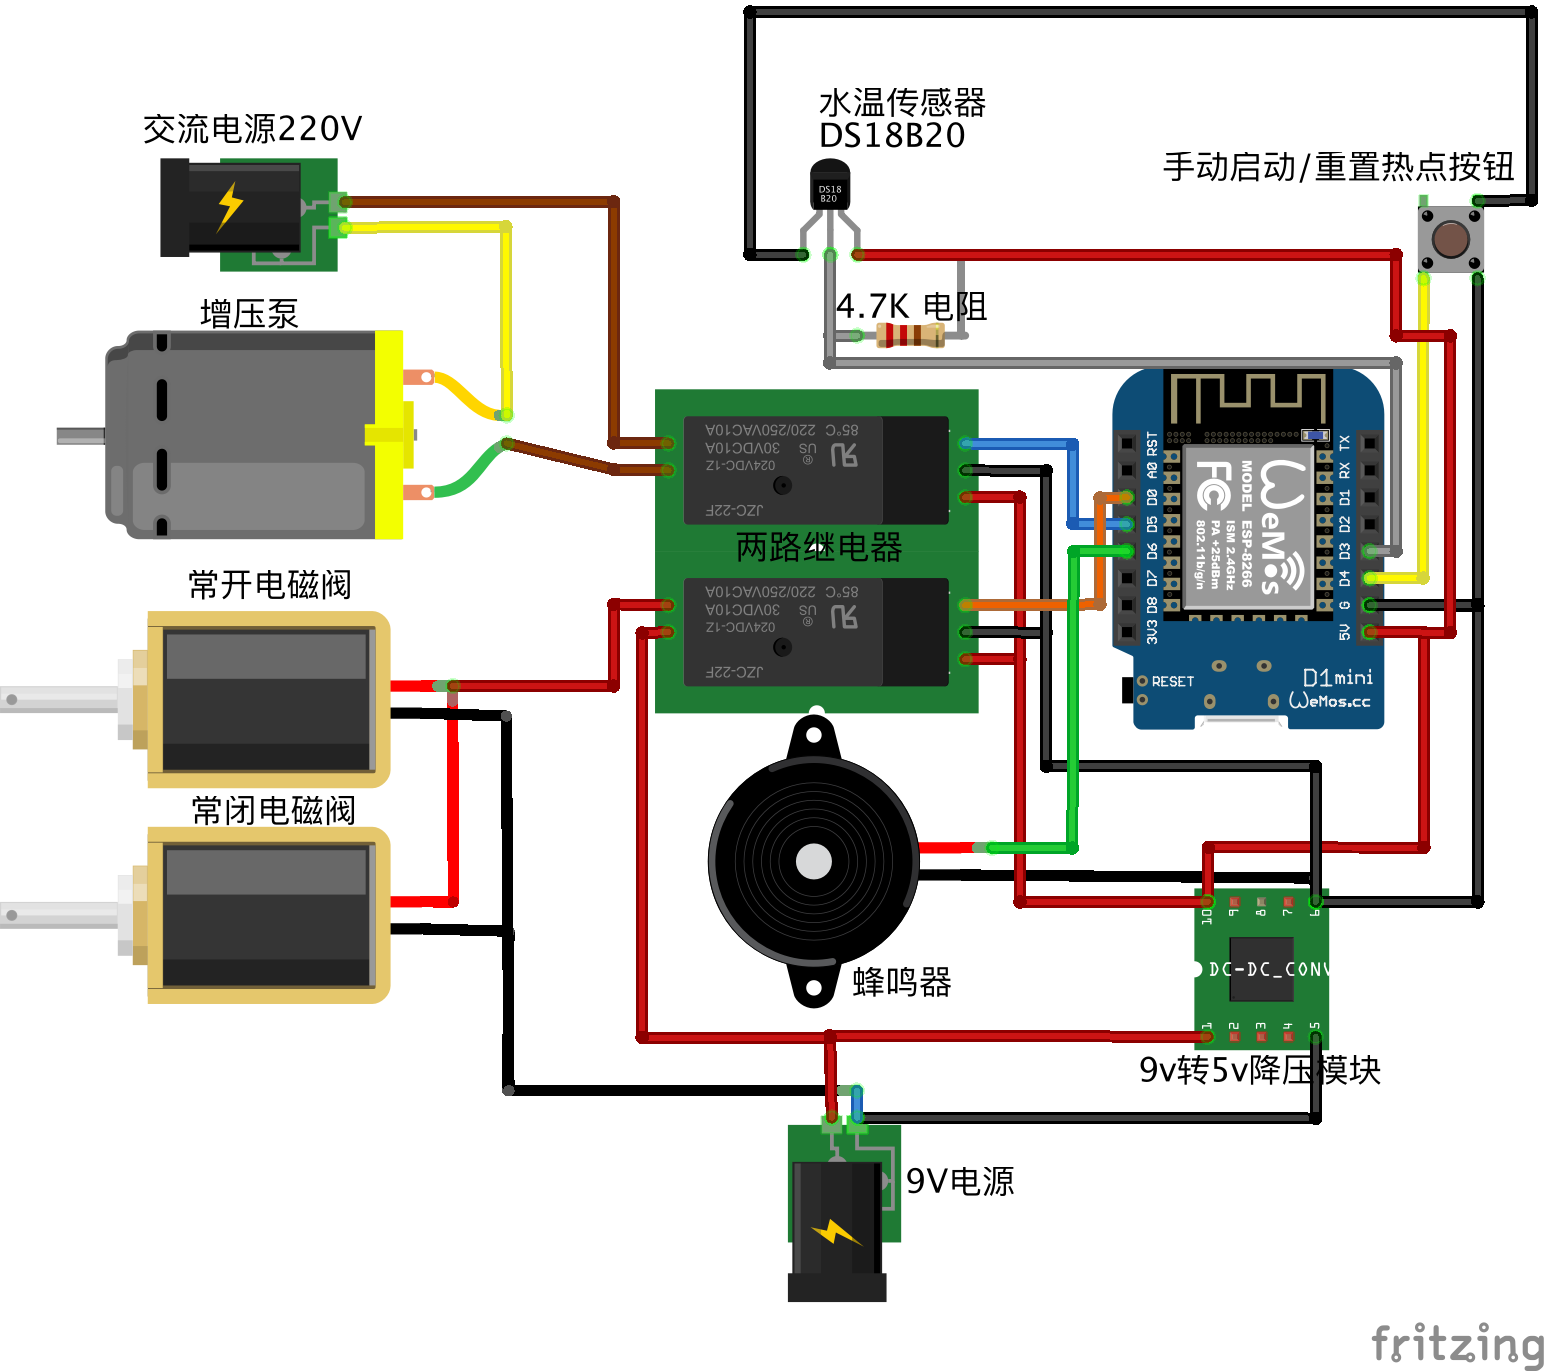 水温传感器
DS18B20
交流电源220V
手动启动/重置热点按钮
DS18
B20
增压泵
4.7K 电阻
85°C 220/250VAC10A
30VDC10A
024VDC-1Z
US
®
JZC-22F
两路继电器
85°C 220/250VAC10A
30VDC10A
024VDC-1Z
US
®
JZC-22F
RST
A0
D0
D5
D6
D7
D8
3V3
TX
RX
D1
D2
D3
D4
G
5V
WeMos
MODEL ESP-8266
ISM 2.4GHz
PA +25dBm
802.11b/g/n
FC
RESET
D1mini
WeMos.cc
常开电磁阀
常闭电磁阀
蜂鸣器
10 9 8 7 6
DC-DC_CONV
1 2 3 4 5
9v转5v降压模块
9V电源
fritzing